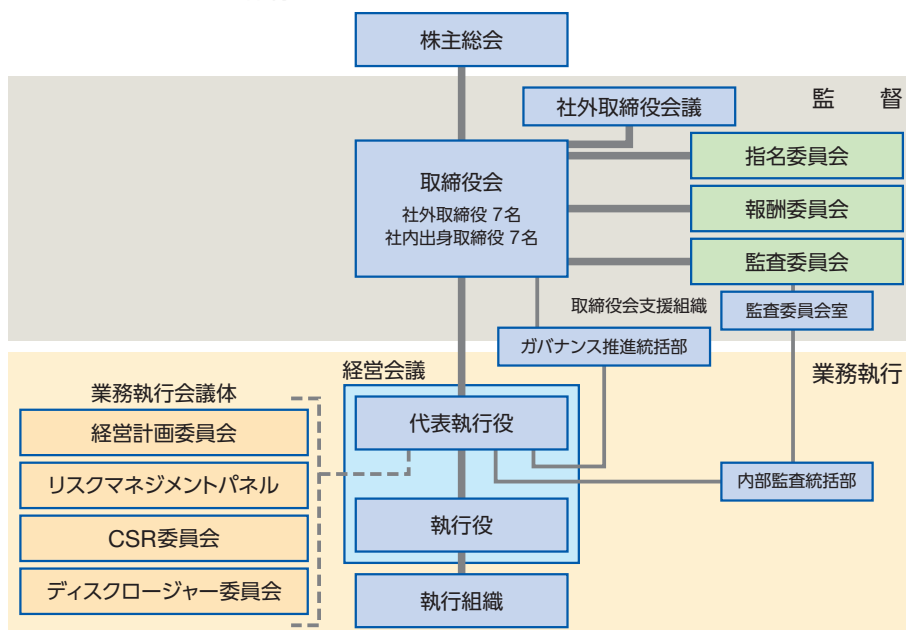 株主総会
監　督
社外取締役会議
指名委員会
取締役会
社外取締役 7名
社内出身取締役 7名
報酬委員会
監査委員会
取締役会支援組織
監査委員会室
ガバナンス推進統括部
業務執行
経営会議
業務執行会議体
代表執行役
経営計画委員会
リスクマネジメントパネル
内部監査統括部
執行役
CSR委員会
ディスクロージャー委員会
執行組織